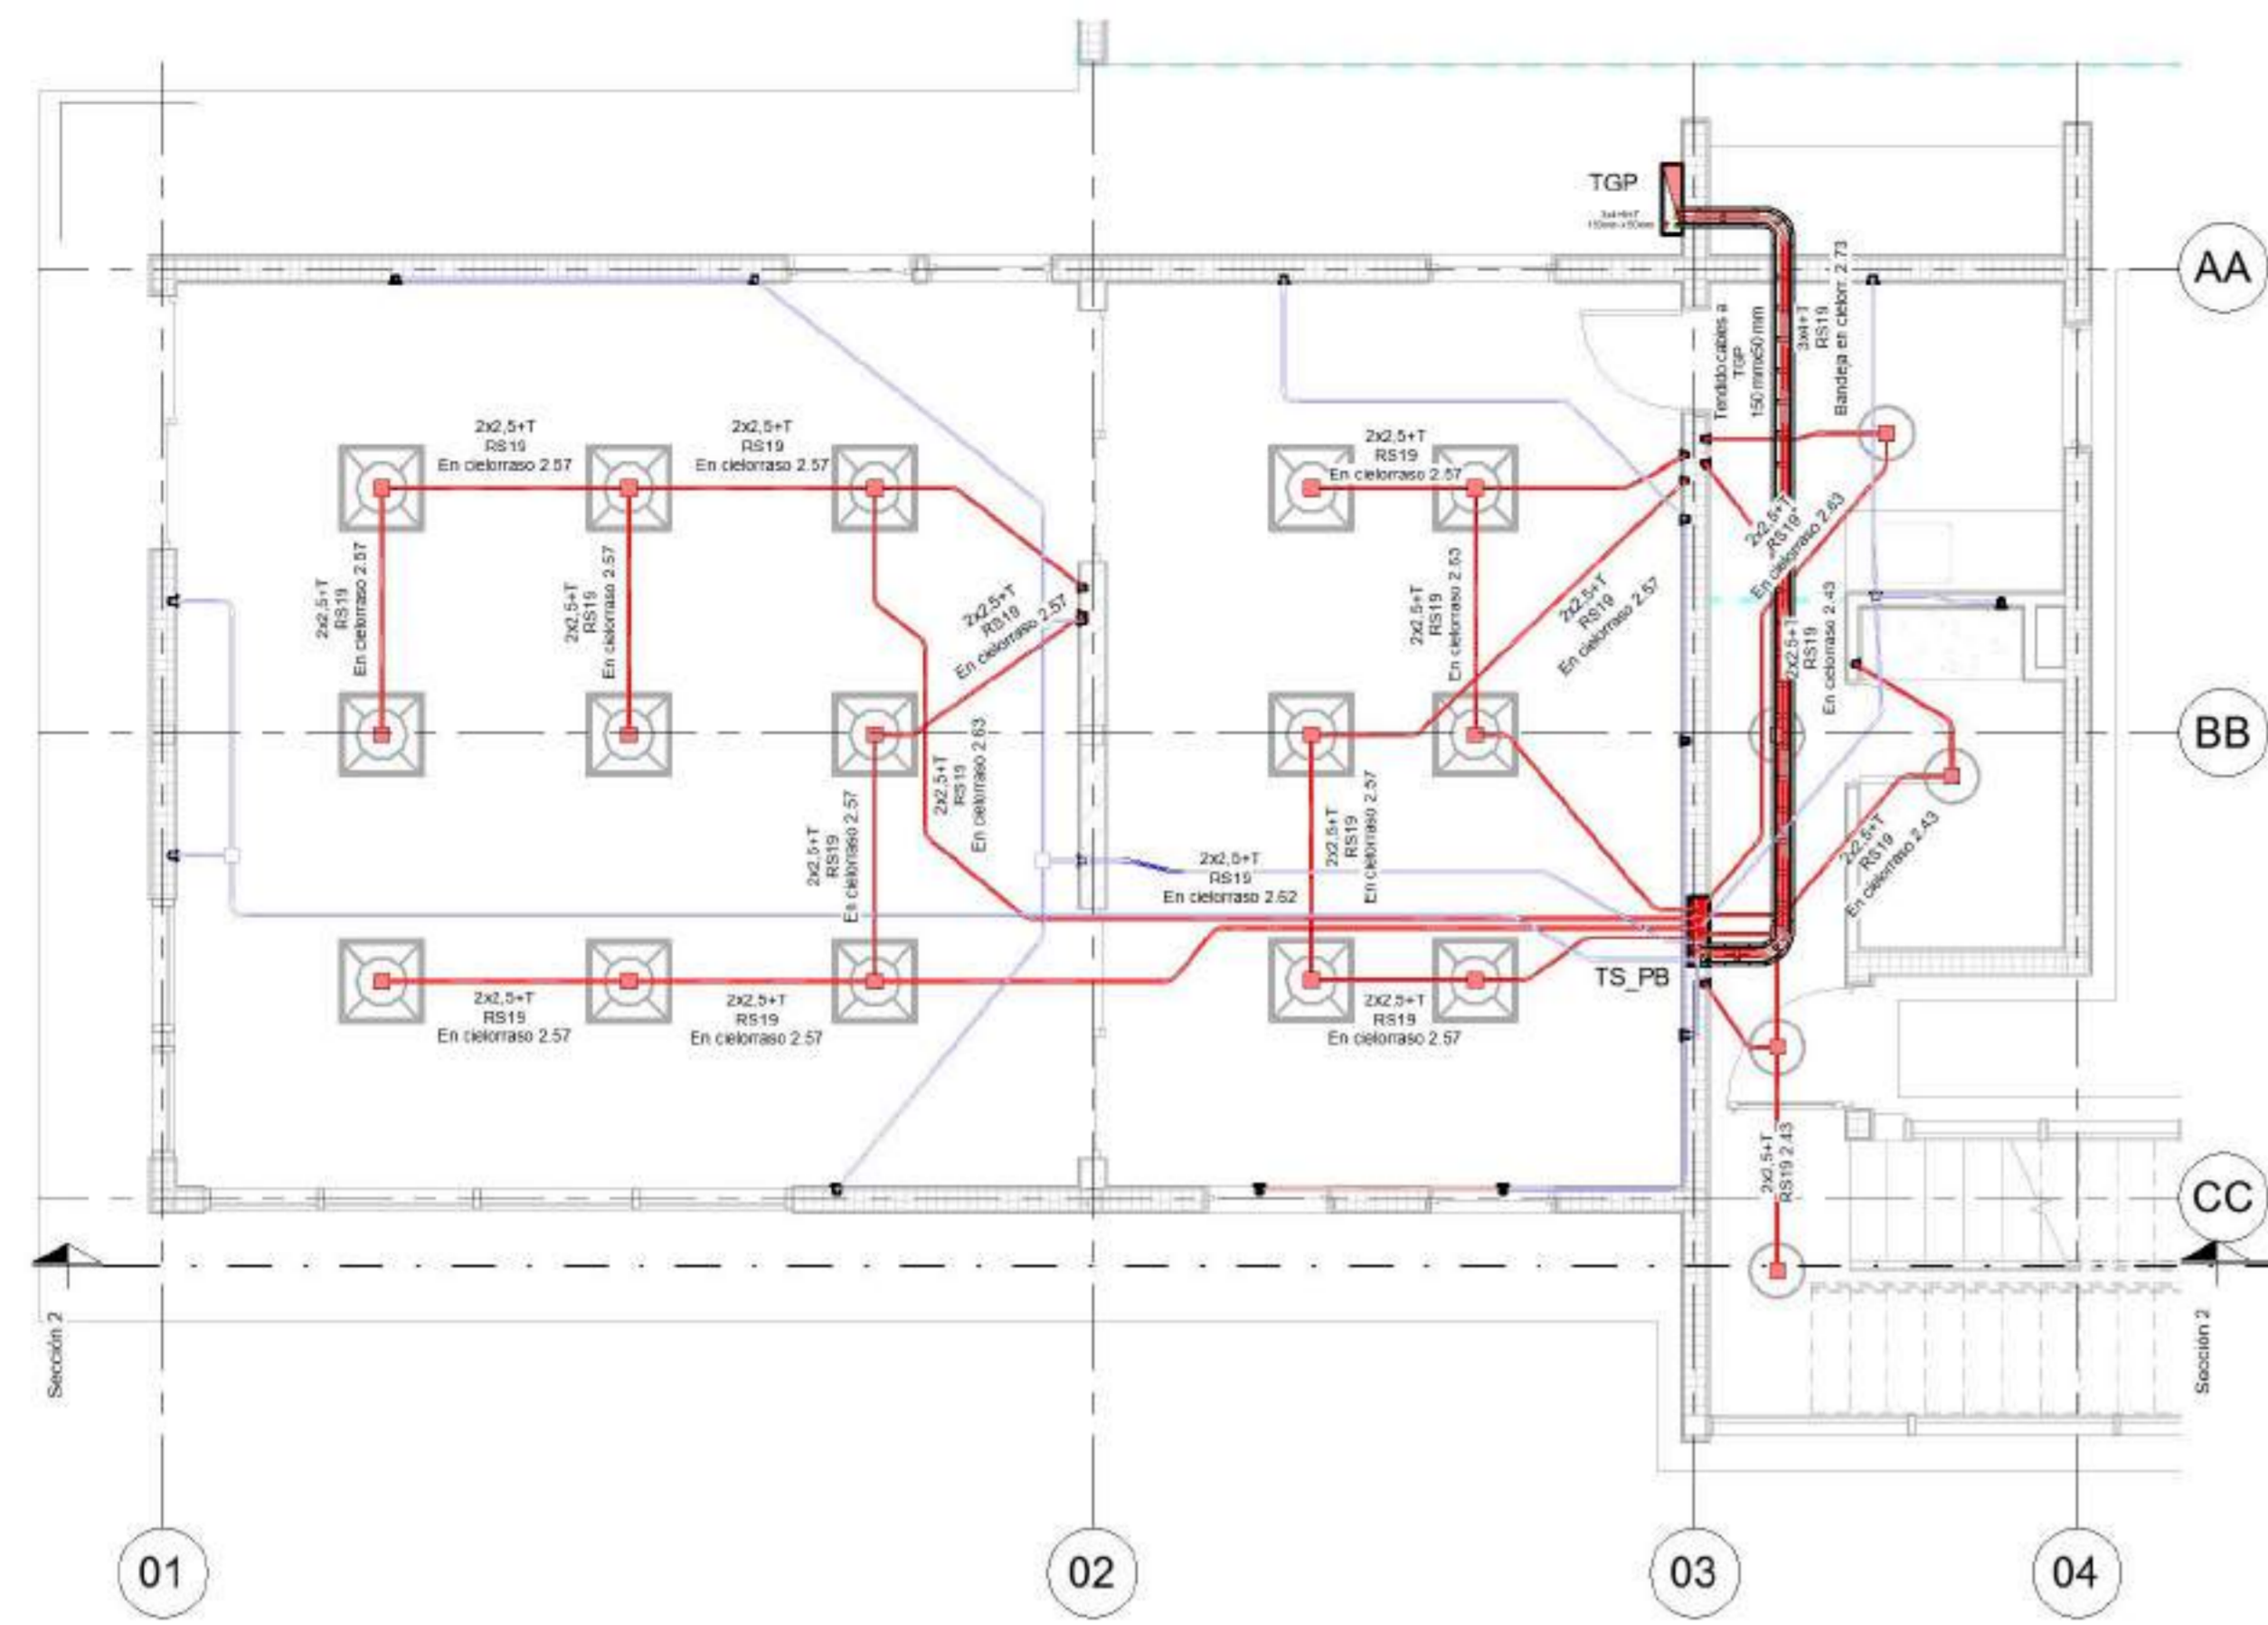 TGP
3x4+N+T
150mm x 50mm
AA
Tendido cables a
TGP
150 mmx50 mm
3x4+T
RS19
Bandeja en cielorr. 2.73
2x2,5+T
RS19
En cielorraso 2.57
2x2,5+T
RS19
En cielorraso 2.57
2x2,5+T
RS19
En cielorraso 2.57
2x2,5+T
RS19
En cielorraso 2.57
2x2,5+T
RS19
En cielorraso 2.57
2x2,5+T
RS19
En cielorraso 2.57
2x2,5+T
RS19
En cielorraso 2.63
2x2,5+T
RS19
En cielorraso 2.57
2x2,5+T
RS19
En cielorraso 2.63
2x2,5+T
RS19
En cielorraso 2.43
BB
2x2,5+T
RS19
En cielorraso 2.57
2x2,5+T
RS19
En cielorraso 2.63
2x2,5+T
RS19
En cielorraso 2.62
2x2,5+T
RS19
En cielorraso 2.57
2x2,5+T
RS19
En cielorraso 2.43
TS_PB
2x2,5+T
RS19
En cielorraso 2.57
2x2,5+T
RS19
En cielorraso 2.57
2x2,5+T
RS19
En cielorraso 2.57
2x2,5+T
RS19 2.43
CC
Sección 2
Sección 2
01
02
03
04